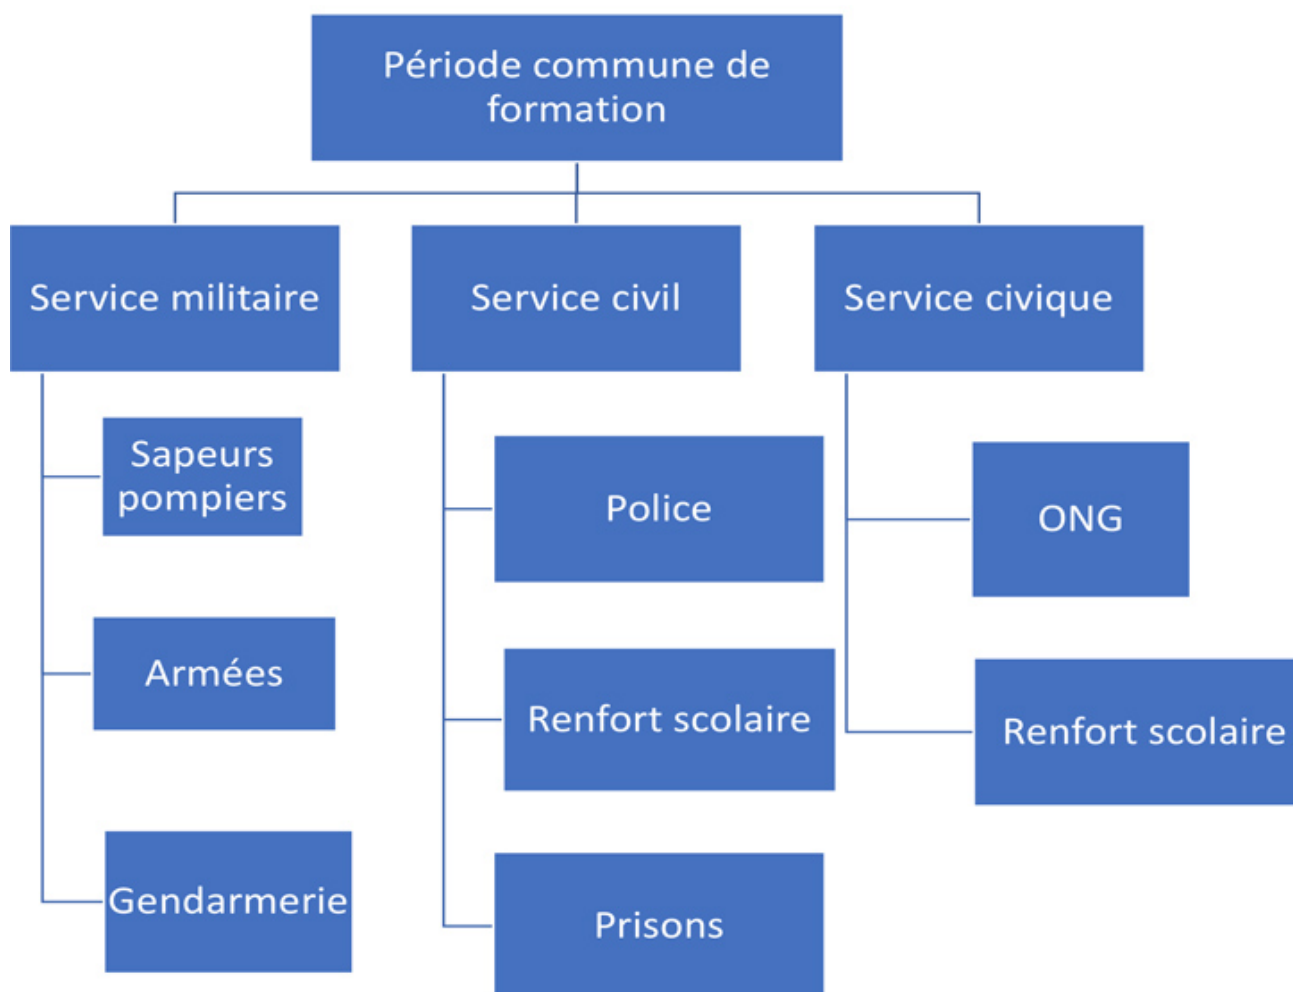 Période commune de
formation
Service militaire
Service civil
Service civique
Sapeurs
pompiers
Armées
Gendarmerie
Police
Renfort scolaire
Prisons
ONG
Renfort scolaire